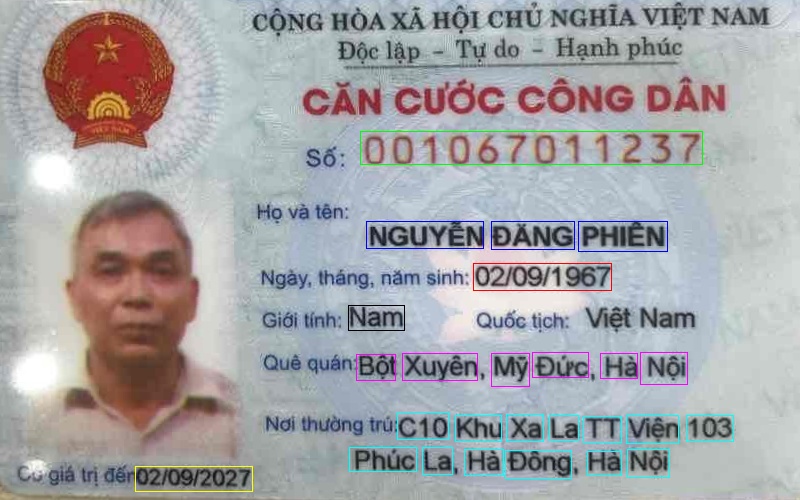 CỘNG HÒA XÃ HỘI CHỦ NGHĨA VIỆT NAM
Độc lập - Tự do - Hạnh phúc
CĂN CƯỚC CÔNG DÂN
Số: 001067011237
Họ và tên:
NGUYỄN ĐĂNG PHIÊN
Ngày, tháng, năm sinh: 02/09/1967
Giới tính: Nam Quốc tịch: Việt Nam
Quê quán: Bột Xuyên, Mỹ Đức, Hà Nội
Nơi thường trú: C10 Khu Xa La TT Viện 103
Phúc La, Hà Đông, Hà Nội
Có giá trị đến 02/09/2027